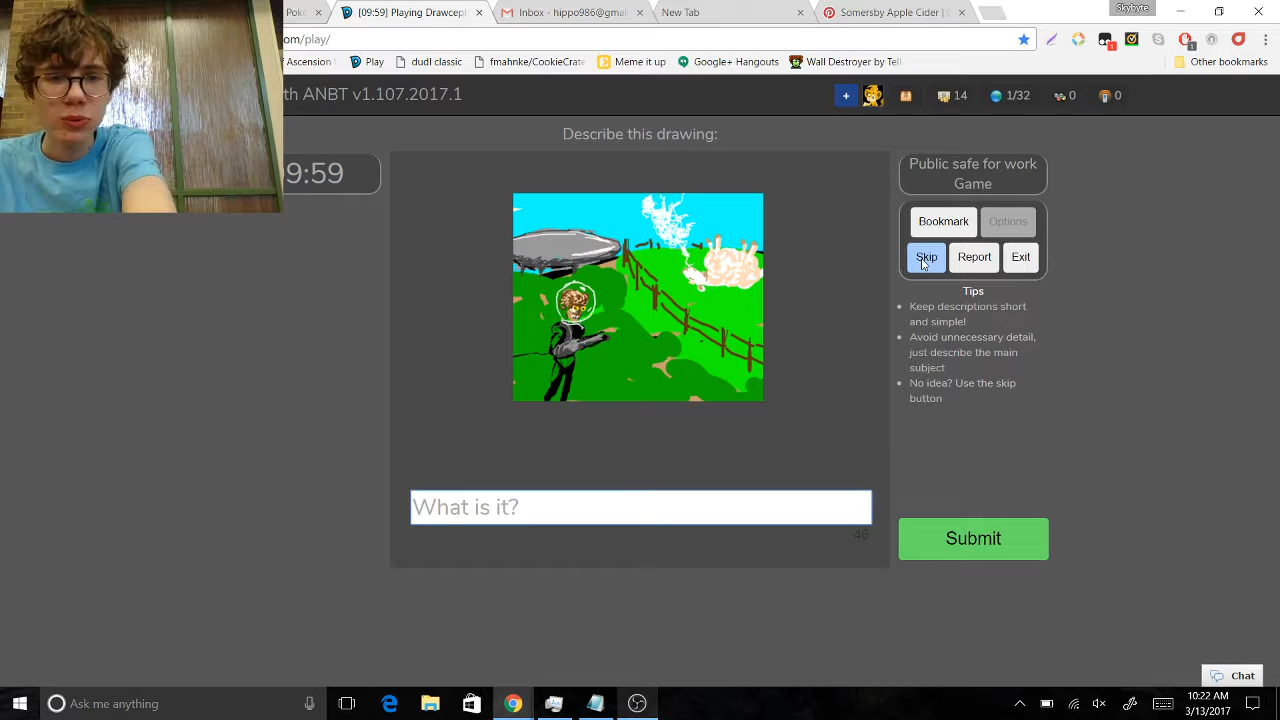 Poke
[09:59] Playing Drawcept
Inbox - hippo986@gmail
New Tab
Somersby Apple Cider (
Skybyte
com/play/
Ascension
Play
dudl classic
fmahnke/CookieCrate
Meme it up
Google+ Hangouts
Wall Destroyer by Tell
Other bookmarks
th ANBT v1.107.2017.1
+
14
1/32
0
0
Describe this drawing:
9:59
Public safe for work
Game
Bookmark
Options
Skip
Report
Exit
Tips
Keep descriptions short
and simple!
Avoid unnecessary detail,
just describe the main
subject
No idea? Use the skip
button
What is it?
46
Submit
Chat
Ask me anything
10:22 AM
3/13/2017